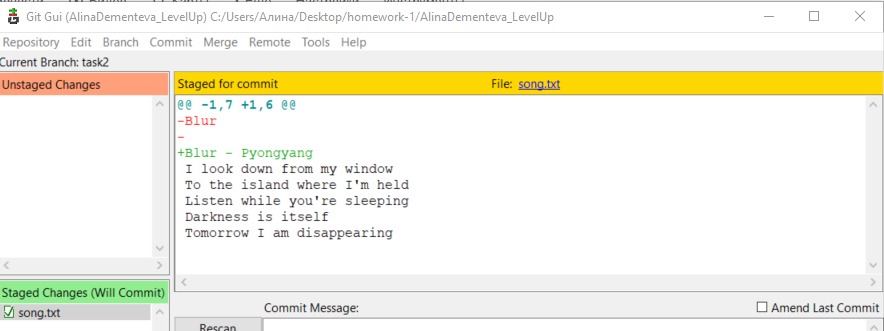 Git Gui (AlinaDementeva_LevelUp) C:/Users/Алина/Desktop/homework-1/AlinaDementeva_LevelUp
Repository Edit Branch Commit Merge Remote Tools Help
Current Branch: task2
Unstaged Changes
Staged for commit File: song.txt
@@ -1,7 +1,6 @@
-Blur
-
+Blur - Pyongyang
I look down from my window
To the island where I'm held
Listen while you're sleeping
Darkness is itself
Tomorrow I am disappearing
Staged Changes (Will Commit)
song.txt
Commit Message: Amend Last Commit
Rescan